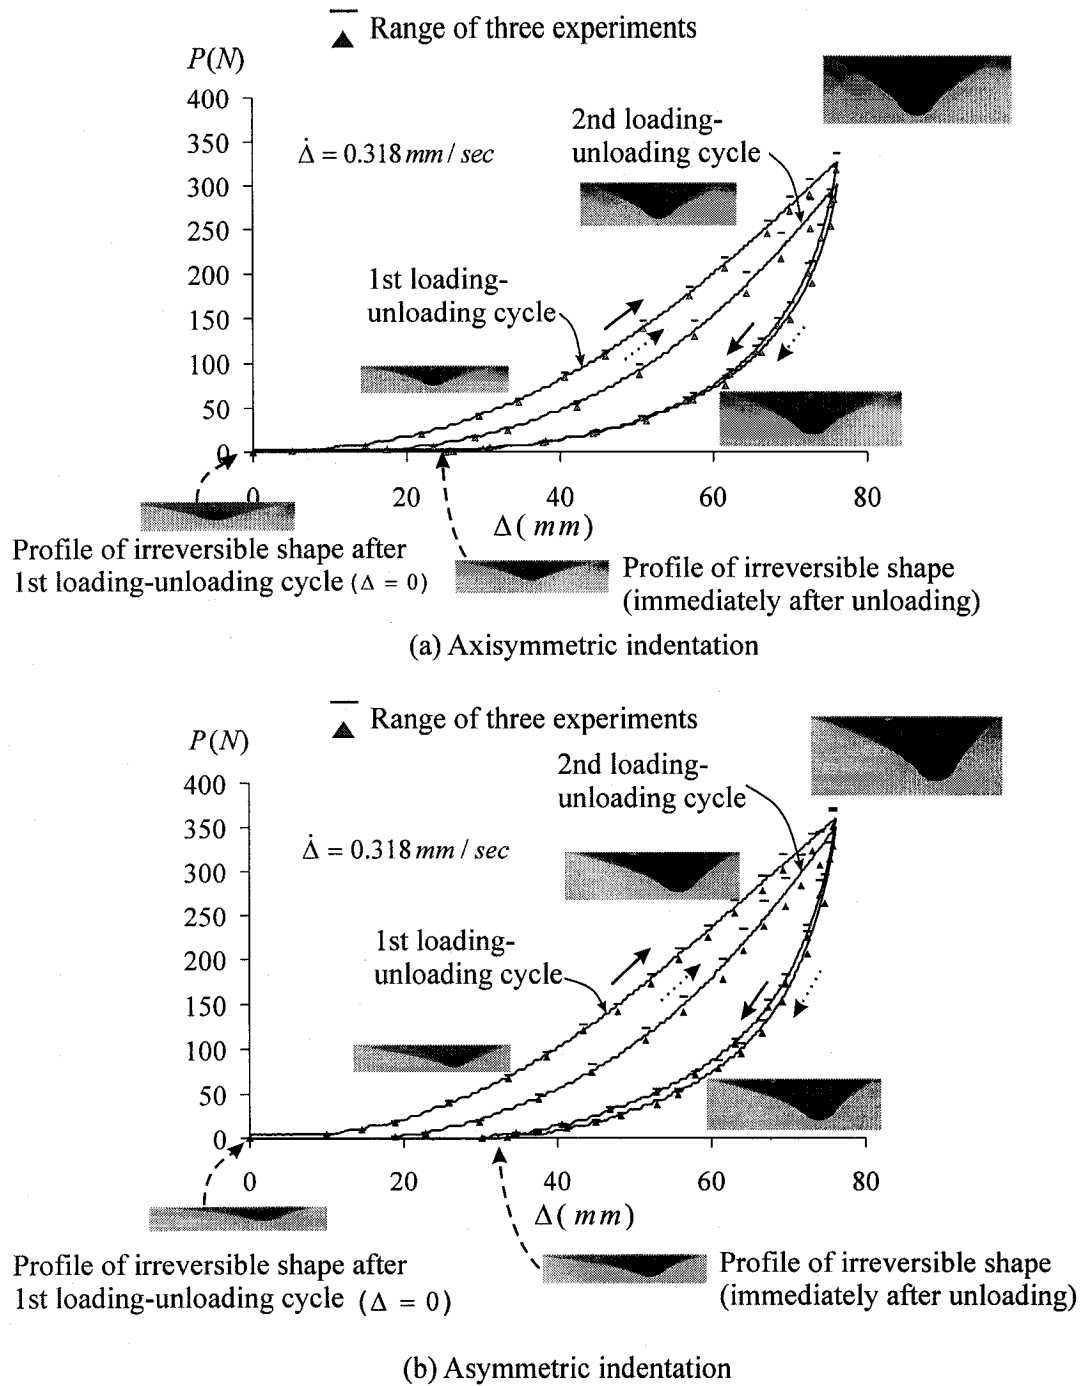 Range of three experiments
P(N)
400
350
300
250
200
150
100
50
0
Δ̇ = 0.318 mm / sec
2nd loading-
unloading cycle
1st loading-
unloading cycle
0
20
40
60
80
Δ( mm)
Profile of irreversible shape after
1st loading-unloading cycle (Δ = 0)
Profile of irreversible shape
(immediately after unloading)
(a) Axisymmetric indentation
Range of three experiments
P(N)
400
350
300
250
200
150
100
50
0
Δ̇ = 0.318 mm / sec
2nd loading-
unloading cycle
1st loading-
unloading cycle
0
20
40
60
80
Δ( mm)
Profile of irreversible shape after
1st loading-unloading cycle (Δ = 0)
Profile of irreversible shape
(immediately after unloading)
(b) Asymmetric indentation